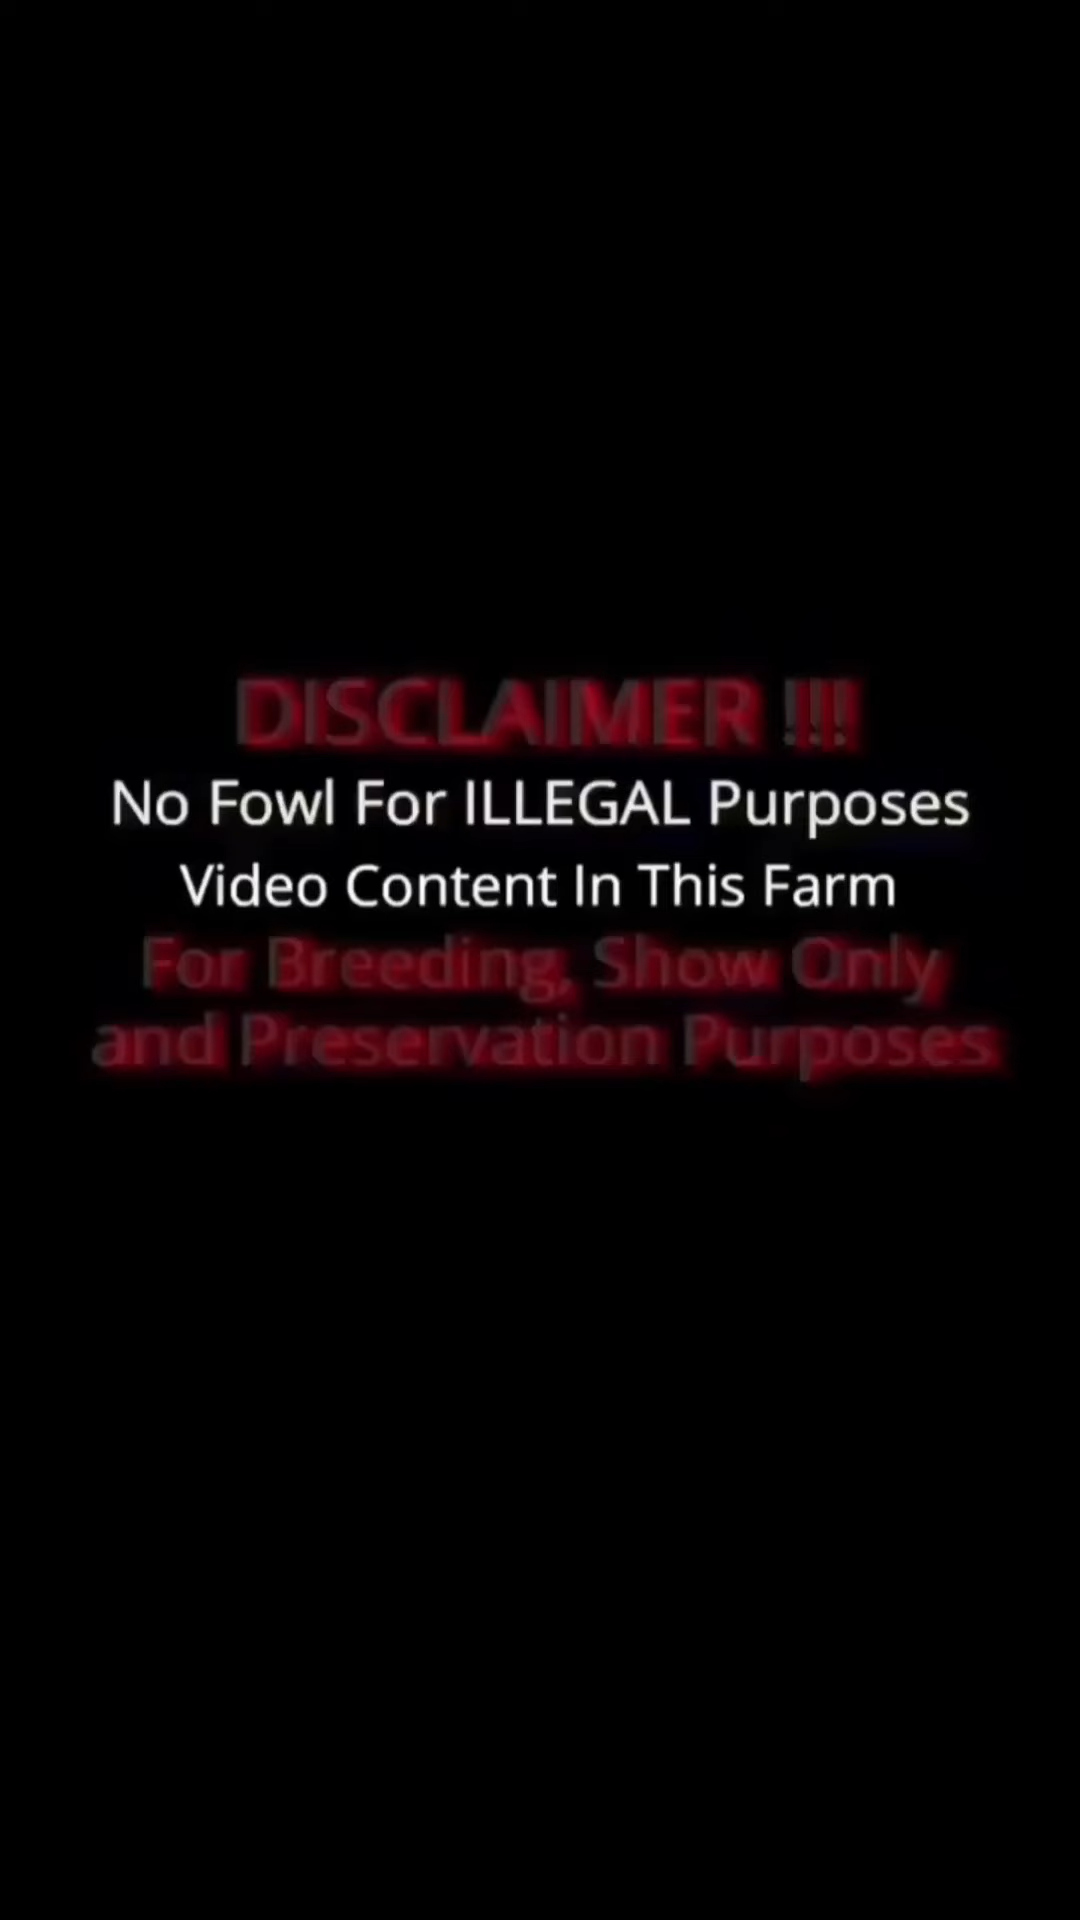 DISCLAIMER !!!
No Fowl For ILLEGAL Purposes
Video Content In This Farm
For Breeding, Show Only
and Preservation Purposes